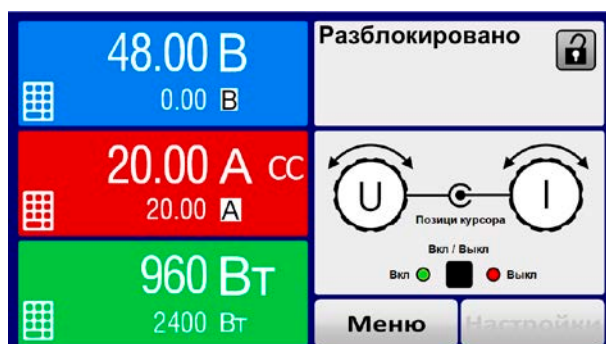 48.00 В
0.00 В
20.00 А CC
20.00 А
960 Вт
2400 Вт
Разблокировано
U
I
Позици курсора
Вкл / Выкл
Вкл
Выкл
Меню
Настройки